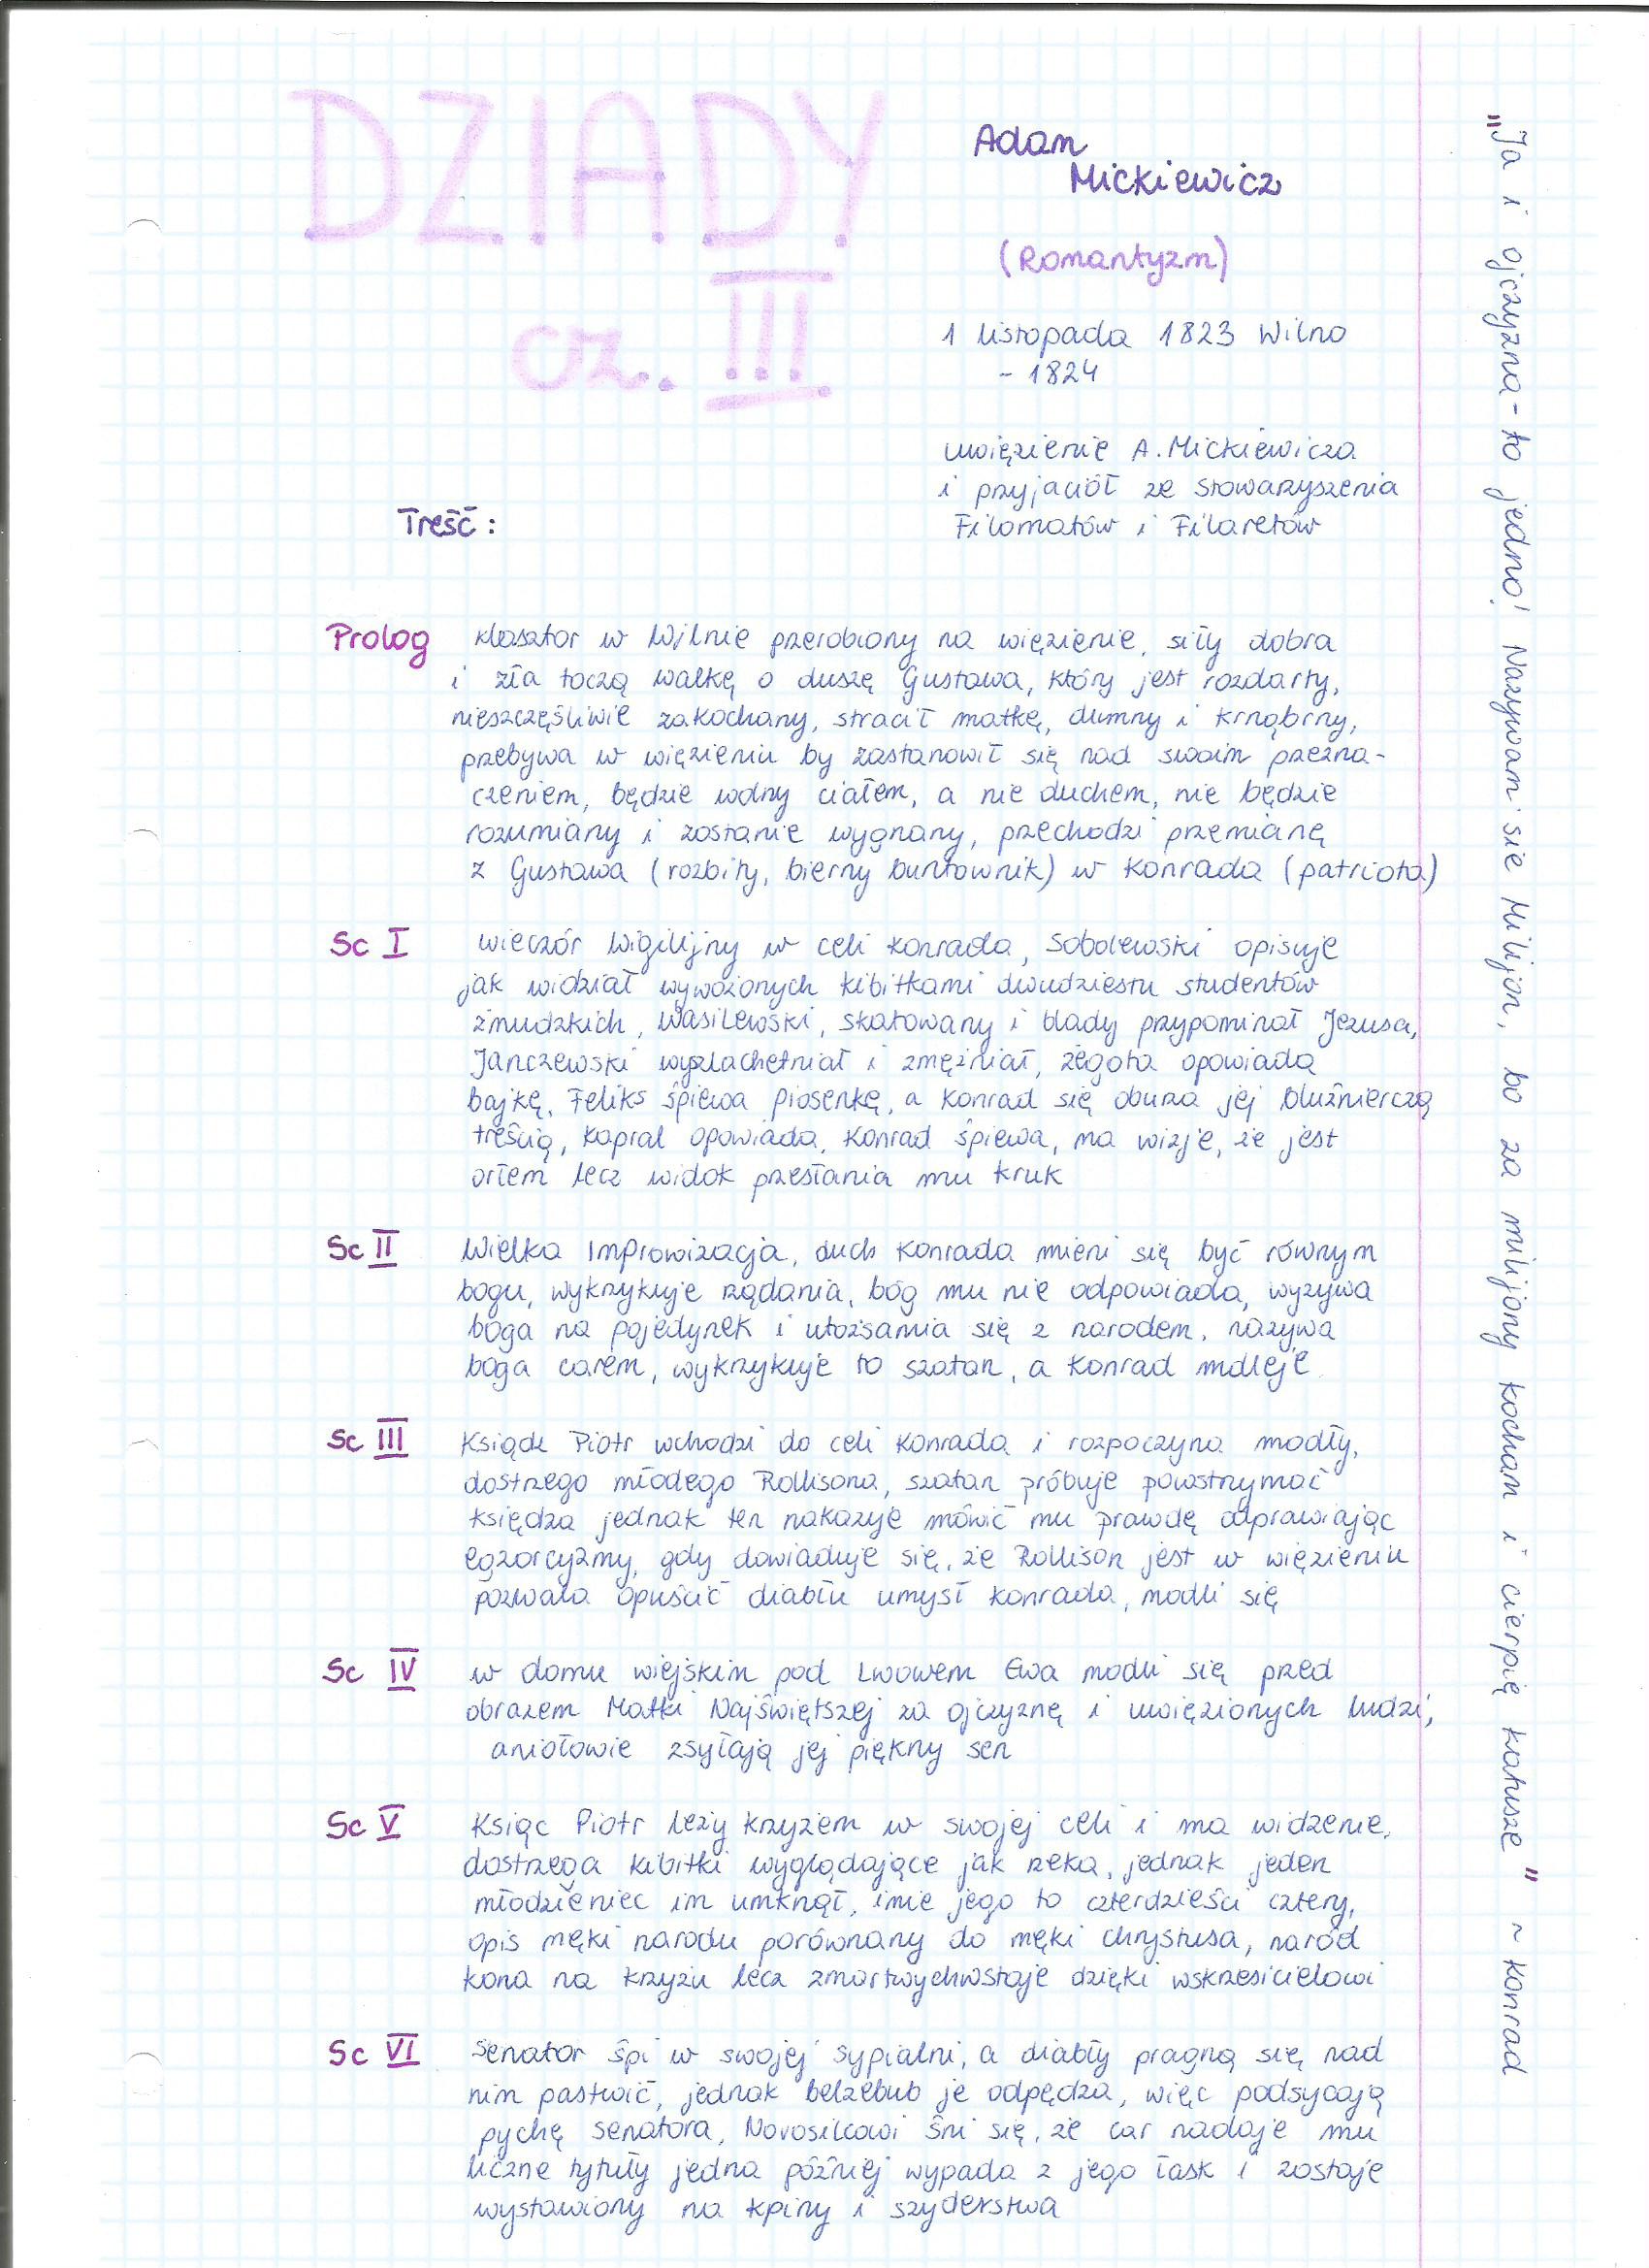 DZIADY
cz. III
Adam
Mickiewicz
(Romantyzm)
1 listopada 1823 Wilno
- 1824
uwięzienie A. Mickiewicza
i przyjaciół ze stowarzyszenia
Filomatów i Filaretów
Treść:
Prolog klasztor w Wilnie przerobiony na więzienie, siły dobra
i zła toczą walkę o duszę Gustawa, który jest rozdarty,
nieszczęśliwie zakochany, stracił matkę, dumny i krnąbrny,
przebywa w więzieniu by zastanowił się nad swoim przezna-
czeniem, będzie wolny ciałem, a nie duchem, nie będzie
rozumiany i zostanie wygnany, przechodzi przemianę
z Gustawa (rozbity, bierny buntownik) w Konrada (patriota)
Sc I wieczór wigilijny w celi Konrada, Sobolewski opisuje
jak widział wywożonych kibitkami dwudziestu studentów
żmudzkich, Wasilewski, skatowany i blady przypominał Jezusa,
Janczewski wyszlachetniał i zmężniał, Żegota opowiada
bajkę, Feliks śpiewa piosenkę, a Konrad się oburza jej bluźnierczą
treścią, kapral opowiada, Konrad śpiewa, ma wizje, że jest
orłem lecz widok przesłania mu kruk
Sc II Wielka Improwizacja, duch Konrada mieni się być równym
bogu, wykrzykuje żądania, bóg mu nie odpowiada, wyzywa
boga na pojedynek i utożsamia się z narodem, nazywa
boga carem, wykrzykuje to szatan, a Konrad mdleje
Sc III Ksiądz Piotr wchodzi do celi Konrada i rozpoczyna modły,
dostrzega młodego Rollisona, szatan próbuje powstrzymać
księdza jednak ten nakazuje mówić mu prawdę odprawiając
egzorcyzmy, gdy dowiaduje się, że Rollison jest w więzieniu
pozwala opuścić diabłu umysł Konrada, modli się
Sc IV w domu wiejskim pod Lwowem Ewa modli się przed
obrazem Matki Najświętszej za ojczyznę i uwięzionych ludzi,
aniołowie zsyłają jej piękny sen
Sc V Ksiąc Piotr leży krzyżem w swojej celi i ma widzenie,
dostrzega kibitki wyglądające jak rzeka, jednak jeden
młodzieniec im umknął, imie jego to czterdzieści cztery,
opis męki narodu porównany do męki chrystusa, naród
kona na krzyżu lecz zmartwychwstaje dzięki wskrzesicielowi
Sc VI Senator śpi w swojej sypialni, a diabły pragną się nad
nim pastwić, jednak belzebub je odpędza, więc podsycają
pychę senatora, Novosilcowi śni się, że car nadaje mu
liczne tytuły jedna później wypada z jego łask i zostaje
wystawiony na kpiny i szyderstwa
"Ja i ojczyzna - to jedno! Nazywam sie Milijon, bo za milijony kocham i cierpię katusze" ~ Konrad